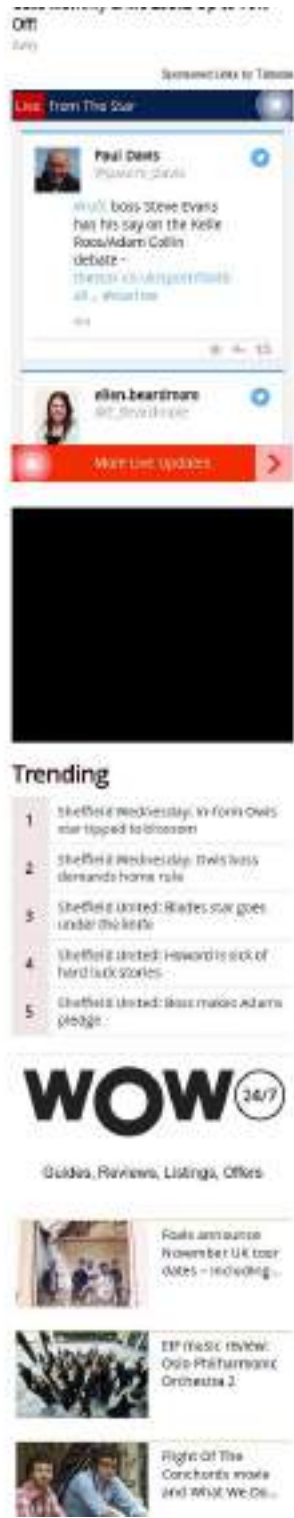 Off!
Sponsored Links by Taboola
Live from The Star
Paul Davis
boss Steve Evans
has his say on the Kelle
Roos/Adam Collin
debate -
ellen.beardmore
More Live Updates
Trending
1 Sheffield Wednesday: In-form Owls
star tipped to blossom
2 Sheffield Wednesday: Owls boss
demands home rule
3 Sheffield United: Blades star goes
under the knife
4 Sheffield United: Howard is sick of
hard luck stories
5 Sheffield United: Boss makes Adams
pledge
WOW 24/7
Guides, Reviews, Listings, Offers
Foals announce
November UK tour
dates – including...
EIF music review:
Oslo Philharmonic
Orchestra 2
Flight Of The
Conchords movie
and What We Do...